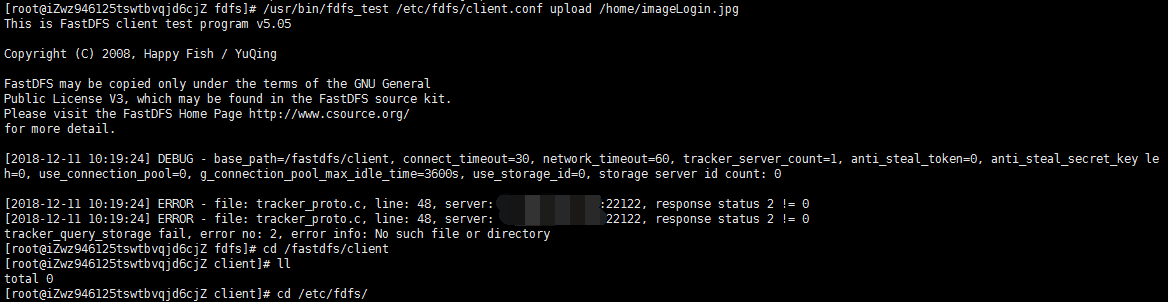 [root@iZwz946125tswtbvqjd6cjZ fdfs]# /usr/bin/fdfs_test /etc/fdfs/client.conf upload /home/imageLogin.jpg
This is FastDFS client test program v5.05
Copyright (C) 2008, Happy Fish / YuQing
FastDFS may be copied only under the terms of the GNU General
Public License V3, which may be found in the FastDFS source kit.
Please visit the FastDFS Home Page http://www.csource.org/
for more detail.
[2018-12-11 10:19:24] DEBUG - base_path=/fastdfs/client, connect_timeout=30, network_timeout=60, tracker_server_count=1, anti_steal_token=0, anti_steal_secret_key le
h=0, use_connection_pool=0, g_connection_pool_max_idle_time=3600s, use_storage_id=0, storage server id count: 0
[2018-12-11 10:19:24] ERROR - file: tracker_proto.c, line: 48, server: :22122, response status 2 != 0
[2018-12-11 10:19:24] ERROR - file: tracker_proto.c, line: 48, server: 22122, response status 2 != 0
tracker_query_storage fail, error no: 2, error info: No such file or directory
[root@iZwz946125tswtbvqjd6cjZ fdfs]# cd /fastdfs/client
[root@iZwz946125tswtbvqjd6cjZ client]# ll
total 0
[root@iZwz946125tswtbvqjd6cjZ client]# cd /etc/fdfs/